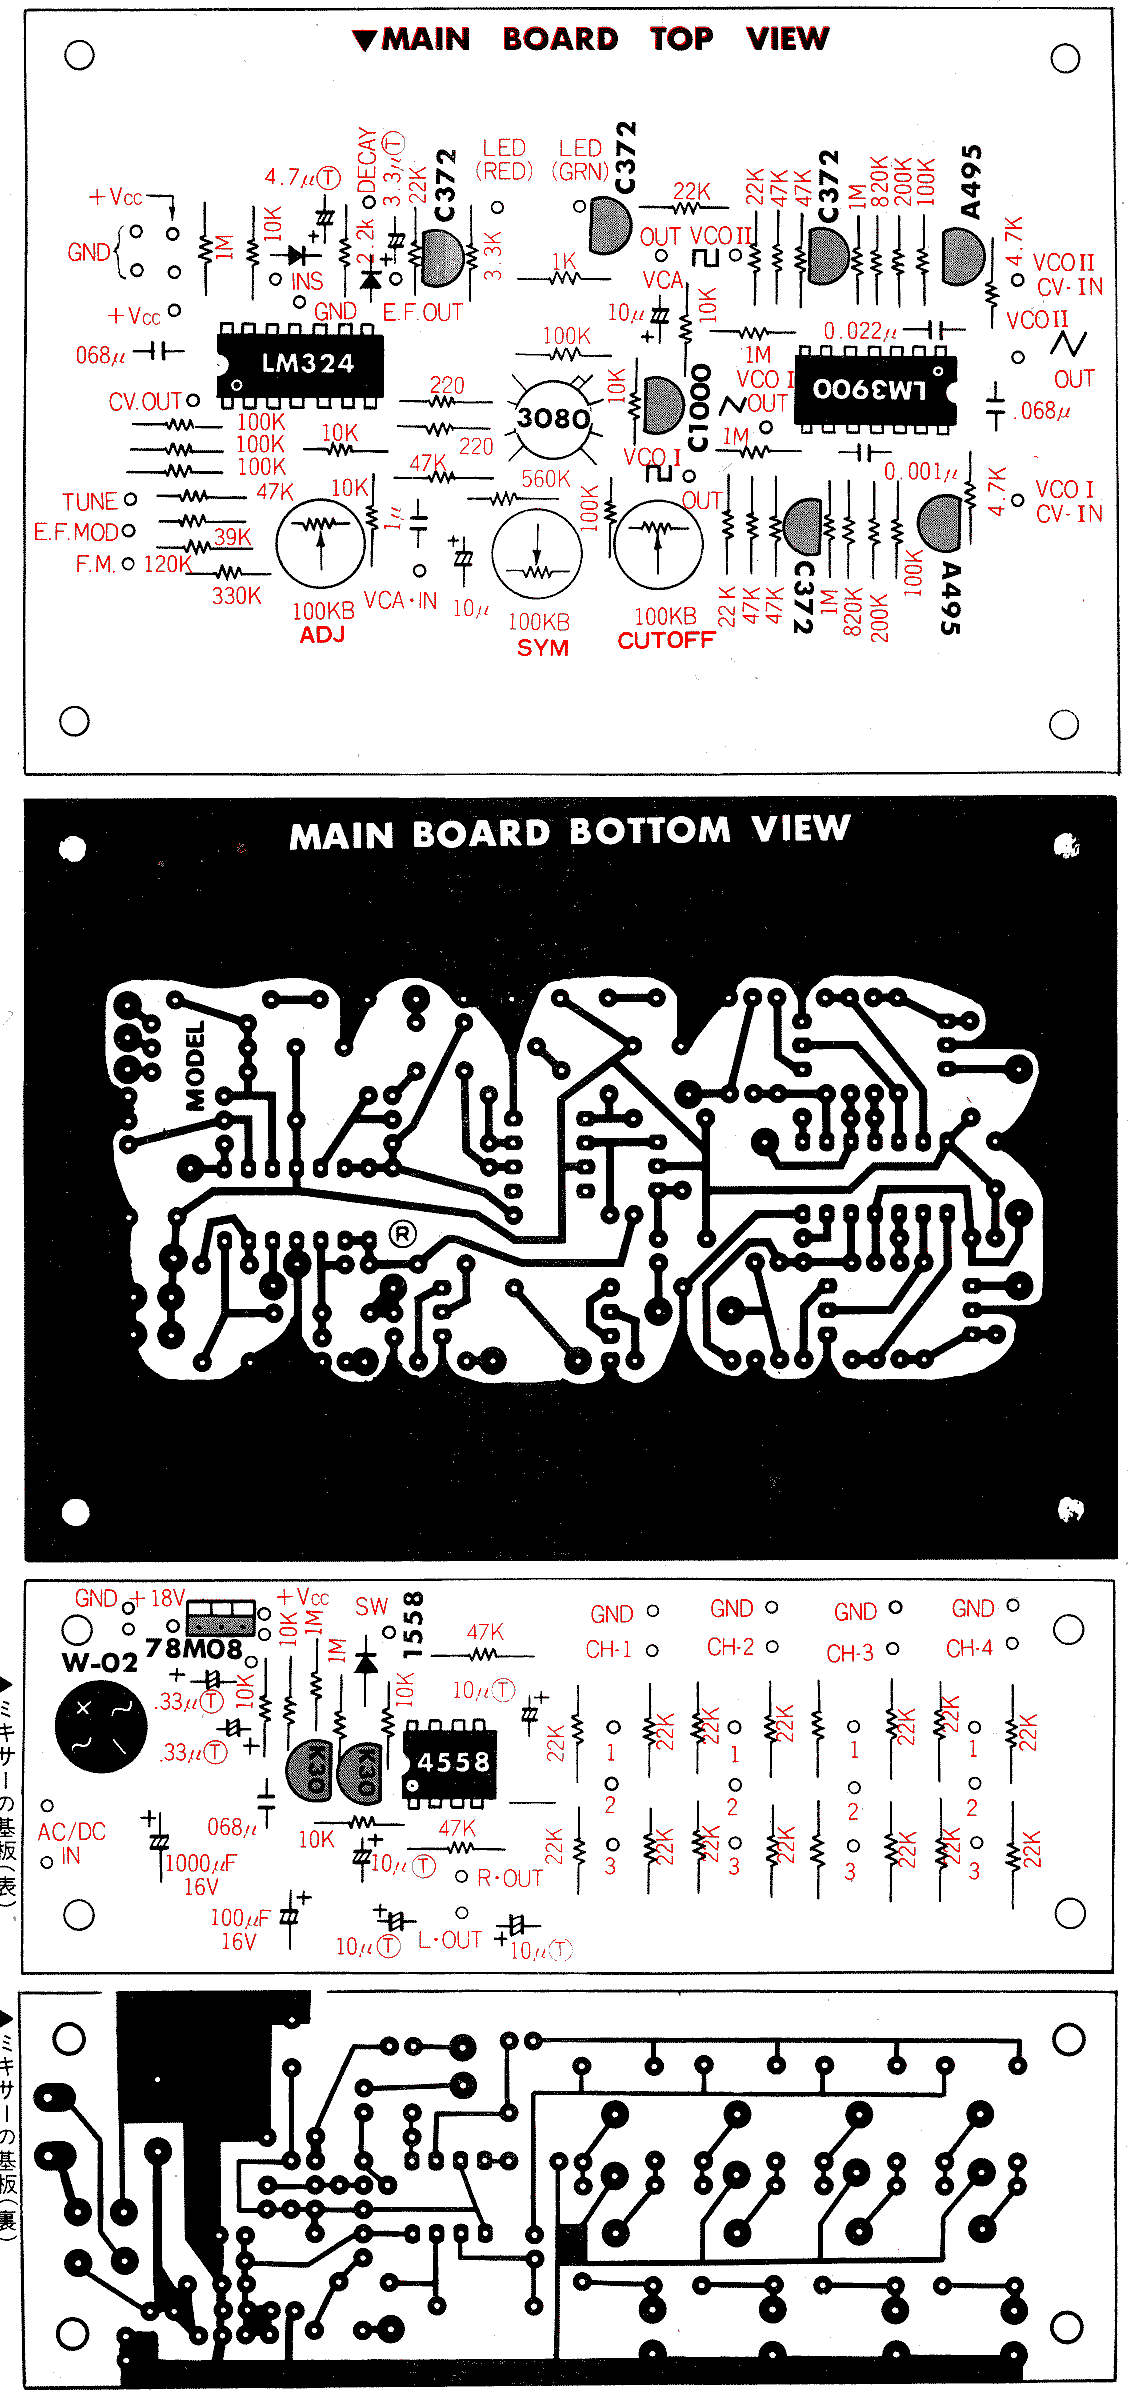 ▼MAIN BOARD TOP VIEW
+Vcc
GND
+Vcc
068μ
CV.OUT
TUNE
E.F.MOD
F.M.
4.7μⓉ
DECAY
3.3μⓉ
22K
C372
LED
(RED)
LED
(GRN)
C372
1M
10K
INS
GND
2.2k
E.F.OUT
3.3K
1K
22K
OUT
VCOⅡ
VCA
10μ
10K
22K
47K
47K
C372
1M
820K
200K
100K
A495
4.7K
VCOⅡ
CV-IN
VCOⅡ
OUT
LM324
100K
3080
10K
C1000
1M
VCOⅠ
OUT
0.022μ
LM3900
.068μ
100K
100K
100K
10K
220
220
47K
10K
560K
100K
VCOⅠ
OUT
1M
0.001μ
4.7K
VCOⅠ
CV-IN
47K
39K
120K
330K
1μ
VCA·IN
10μ
100KB
ADJ
100KB
SYM
100KB
CUTOFF
22K
47K
47K
C372
1M
820K
200K
100K
A495
MAIN BOARD BOTTOM VIEW
MODEL
R
GND
+18V
78M08
W-02
+Vcc
10K
1M
1M
SW
1558
47K
GND
CH-1
GND
CH-2
GND
CH-3
GND
CH-4
.33μⓉ
.33μⓉ
10K
10K
10μⓉ
K30
K30
4558
AC/DC
IN
1000μF
16V
068μ
10K
47K
10μⓉ
R·OUT
100μF
16V
10μⓉ
L·OUT
10μⓉ
22K
22K
22K
22K
22K
22K
22K
1
1
1
1
2
2
2
2
22K
22K
22K
22K
22K
22K
22K
3
3
3
3
▶ミキサーの基板(表)
▶ミキサーの基板(裏)